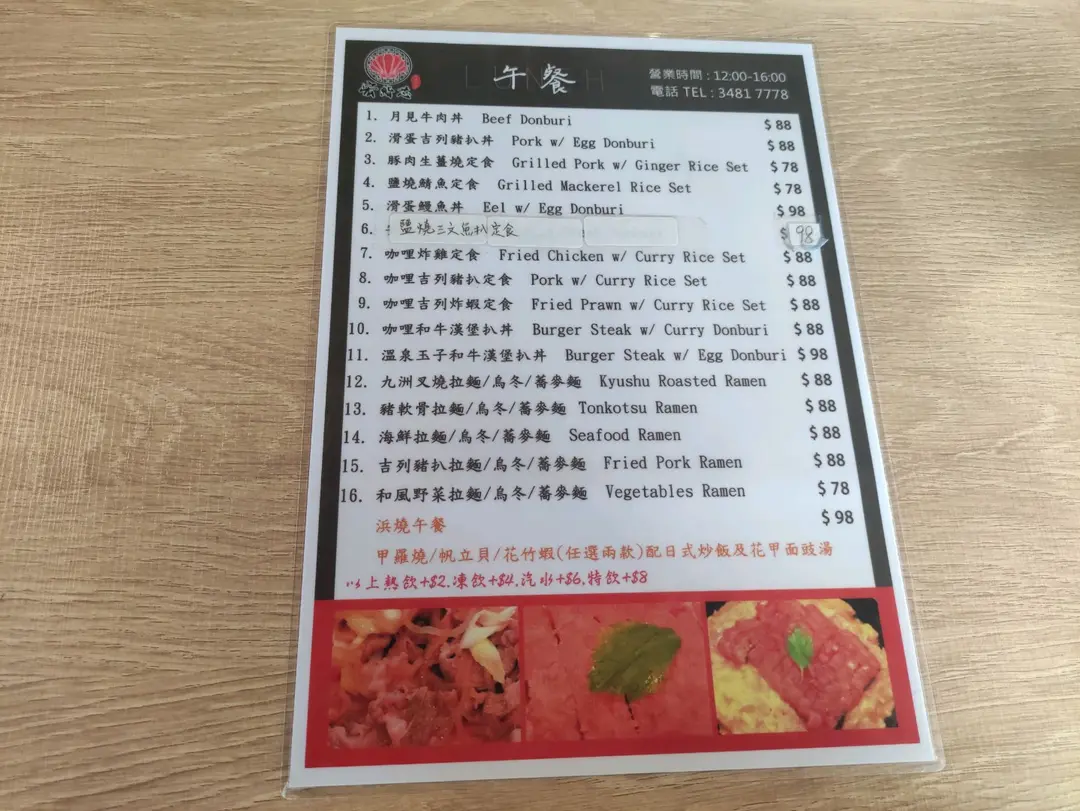 LUNCH
午餐
營業時間 : 12:00-16:00
電話 TEL : 3481 7778
1. 月見牛肉丼 Beef Donburi $ 88
2. 滑蛋吉列豬扒丼 Pork w/ Egg Donburi $ 88
3. 豚肉生薑燒定食 Grilled Pork w/ Ginger Rice Set $ 78
4. 鹽燒鯖魚定食 Grilled Mackerel Rice Set $ 78
5. 滑蛋鰻魚丼 Eel w/ Egg Donburi $ 98
6. 鹽燒三文魚扒定食 $ 98
7. 咖哩炸雞定食 Fried Chicken w/ Curry Rice Set $ 88
8. 咖哩吉列豬扒定食 Pork w/ Curry Rice Set $ 88
9. 咖哩吉列炸蝦定食 Fried Prawn w/ Curry Rice Set $ 88
10. 咖哩和牛漢堡扒丼 Burger Steak w/ Curry Donburi $ 88
11. 溫泉玉子和牛漢堡扒丼 Burger Steak w/ Egg Donburi $ 98
12. 九洲叉燒拉麵/烏冬/蕎麥麵 Kyushu Roasted Ramen $ 88
13. 豬軟骨拉麵/烏冬/蕎麥麵 Tonkotsu Ramen $ 88
14. 海鮮拉麵/烏冬/蕎麥麵 Seafood Ramen $ 88
15. 吉列豬扒拉麵/烏冬/蕎麥麵 Fried Pork Ramen $ 88
16. 和風野菜拉麵/烏冬/蕎麥麵 Vegetables Ramen $ 78
浜燒午餐 $ 98
甲羅燒/帆立貝/花竹蝦(任選兩款)配日式炒飯及花甲面豉湯
以上熱飲+$2,凍飲+$4,汽水+$6,特飲+$8